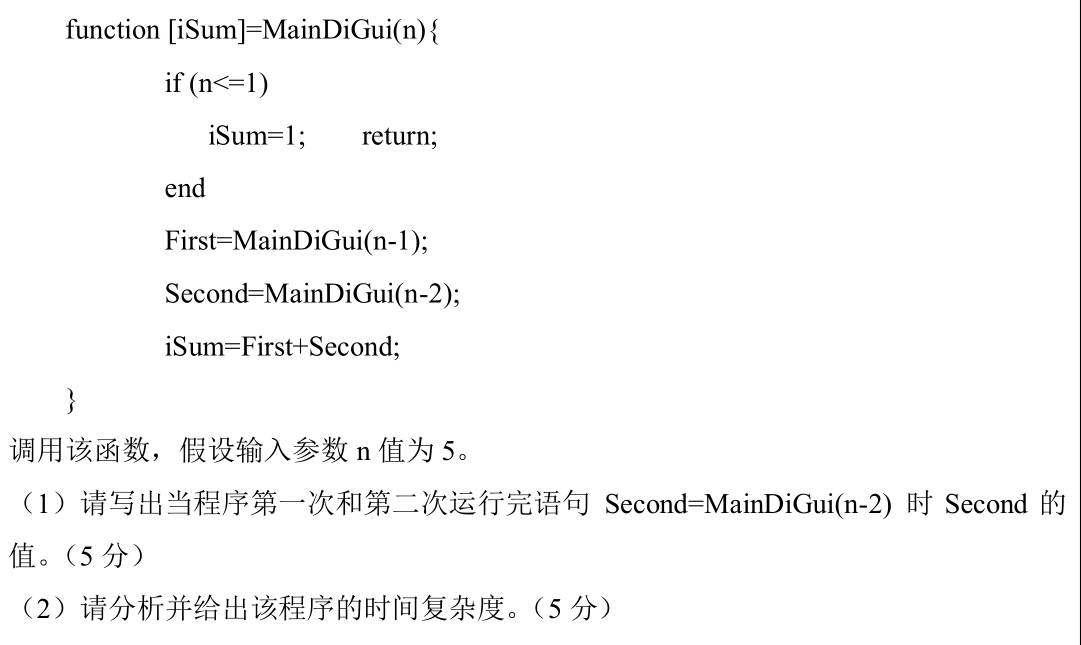 function [iSum]=MainDiGui(n){
if (n<=1)
iSum=1; return;
end
First=MainDiGui(n-1);
Second=MainDiGui(n-2);
iSum=First+Second;
}
调用该函数，假设输入参数 n 值为 5。
（1）请写出当程序第一次和第二次运行完语句 Second=MainDiGui(n-2) 时 Second 的
值。（5 分）
（2）请分析并给出该程序的时间复杂度。（5 分）